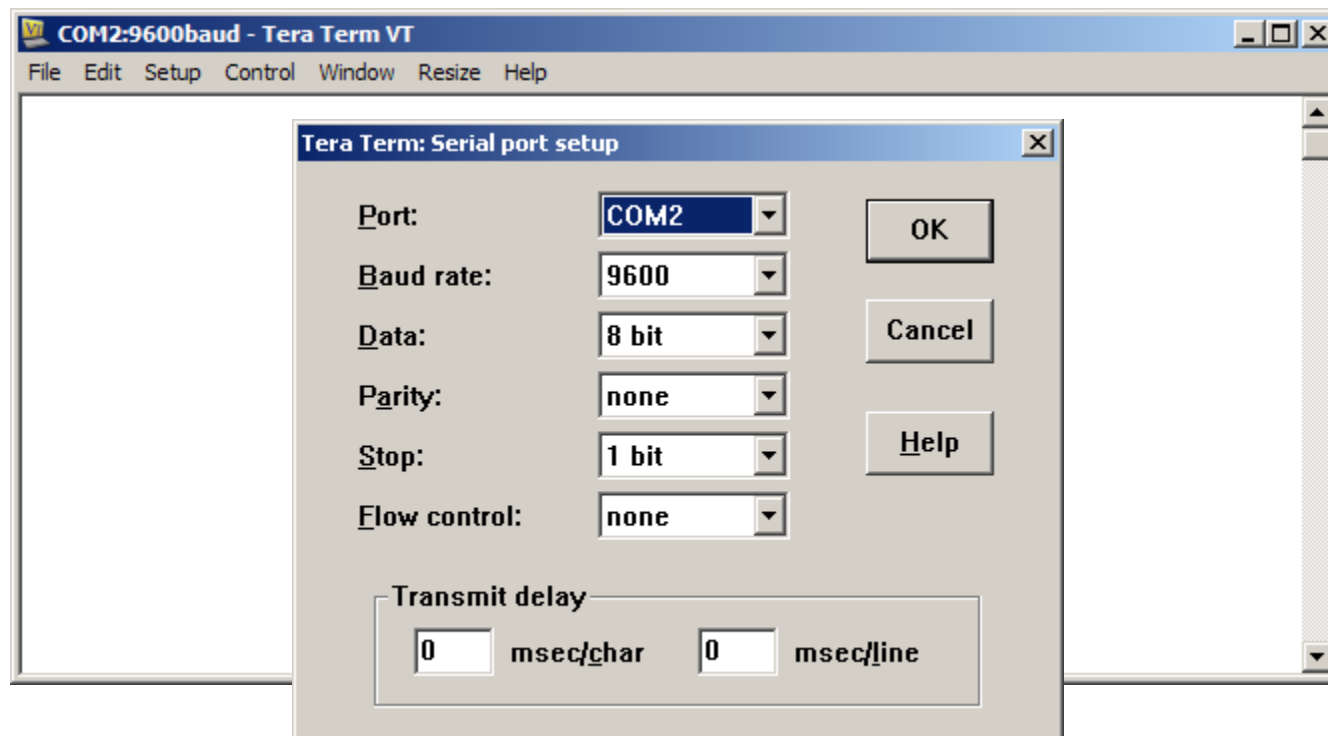 COM2:9600baud - Tera Term VT
File Edit Setup Control Window Resize Help
Tera Term: Serial port setup
Port: COM2 OK
Baud rate: 9600
Data: 8 bit Cancel
Parity: none
Stop: 1 bit Help
Flow control: none
Transmit delay
0 msec/char 0 msec/line